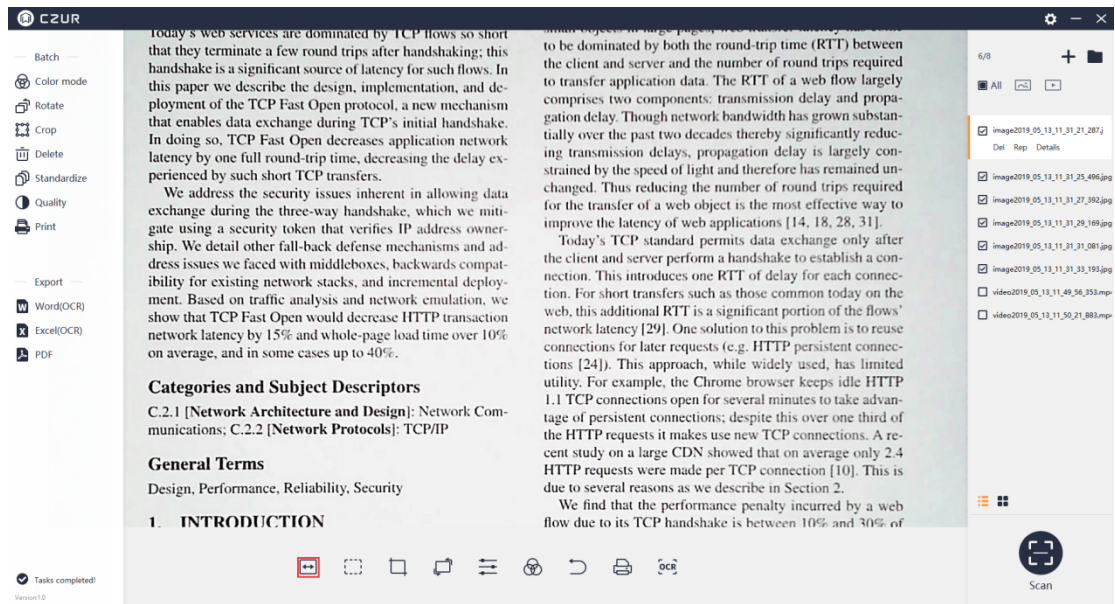 CZUR
Batch
Color mode
Rotate
Crop
Delete
Standardize
Quality
Print
Export
Word(OCR)
Excel(OCR)
PDF
Tasks completed!
Version:1.0
Today's web services are dominated by TCP flows so short
that they terminate a few round trips after handshaking; this
handshake is a significant source of latency for such flows. In
this paper we describe the design, implementation, and de-
ployment of the TCP Fast Open protocol, a new mechanism
that enables data exchange during TCP's initial handshake.
In doing so, TCP Fast Open decreases application network
latency by one full round-trip time, decreasing the delay ex-
perienced by such short TCP transfers.
We address the security issues inherent in allowing data
exchange during the three-way handshake, which we miti-
gate using a security token that verifies IP address owner-
ship. We detail other fall-back defense mechanisms and ad-
dress issues we faced with middleboxes, backwards compat-
ibility for existing network stacks, and incremental deploy-
ment. Based on traffic analysis and network emulation, we
show that TCP Fast Open would decrease HTTP transaction
network latency by 15% and whole-page load time over 10%
on average, and in some cases up to 40%.
Categories and Subject Descriptors
C.2.1 [Network Architecture and Design]: Network Com-
munications; C.2.2 [Network Protocols]: TCP/IP
General Terms
Design, Performance, Reliability, Security
1. INTRODUCTION
small objects in large pages, web transfer latency has come
to be dominated by both the round-trip time (RTT) between
the client and server and the number of round trips required
to transfer application data. The RTT of a web flow largely
comprises two components: transmission delay and propa-
gation delay. Though network bandwidth has grown substan-
tially over the past two decades thereby significantly reduc-
ing transmission delays, propagation delay is largely con-
strained by the speed of light and therefore has remained un-
changed. Thus reducing the number of round trips required
for the transfer of a web object is the most effective way to
improve the latency of web applications [14, 18, 28, 31].
Today's TCP standard permits data exchange only after
the client and server perform a handshake to establish a con-
nection. This introduces one RTT of delay for each connec-
tion. For short transfers such as those common today on the
web, this additional RTT is a significant portion of the flows'
network latency [29]. One solution to this problem is to reuse
connections for later requests (e.g. HTTP persistent connec-
tions [24]). This approach, while widely used, has limited
utility. For example, the Chrome browser keeps idle HTTP
1.1 TCP connections open for several minutes to take advan-
tage of persistent connections; despite this over one third of
the HTTP requests it makes use new TCP connections. A re-
cent study on a large CDN showed that on average only 2.4
HTTP requests were made per TCP connection [10]. This is
due to several reasons as we describe in Section 2.
We find that the performance penalty incurred by a web
flow due to its TCP handshake is between 10% and 30% of
OCR
6/8
All
image2019_05_13_11_31_21_287.j
Del Rep Details
image2019_05_13_11_31_25_496.jpg
image2019_05_13_11_31_27_392.jpg
image2019_05_13_11_31_29_169.jpg
image2019_05_13_11_31_31_081.jpg
image2019_05_13_11_31_33_193.jpg
video2019_05_13_11_49_56_353.mp
video2019_05_13_11_50_21_883.mp
Scan